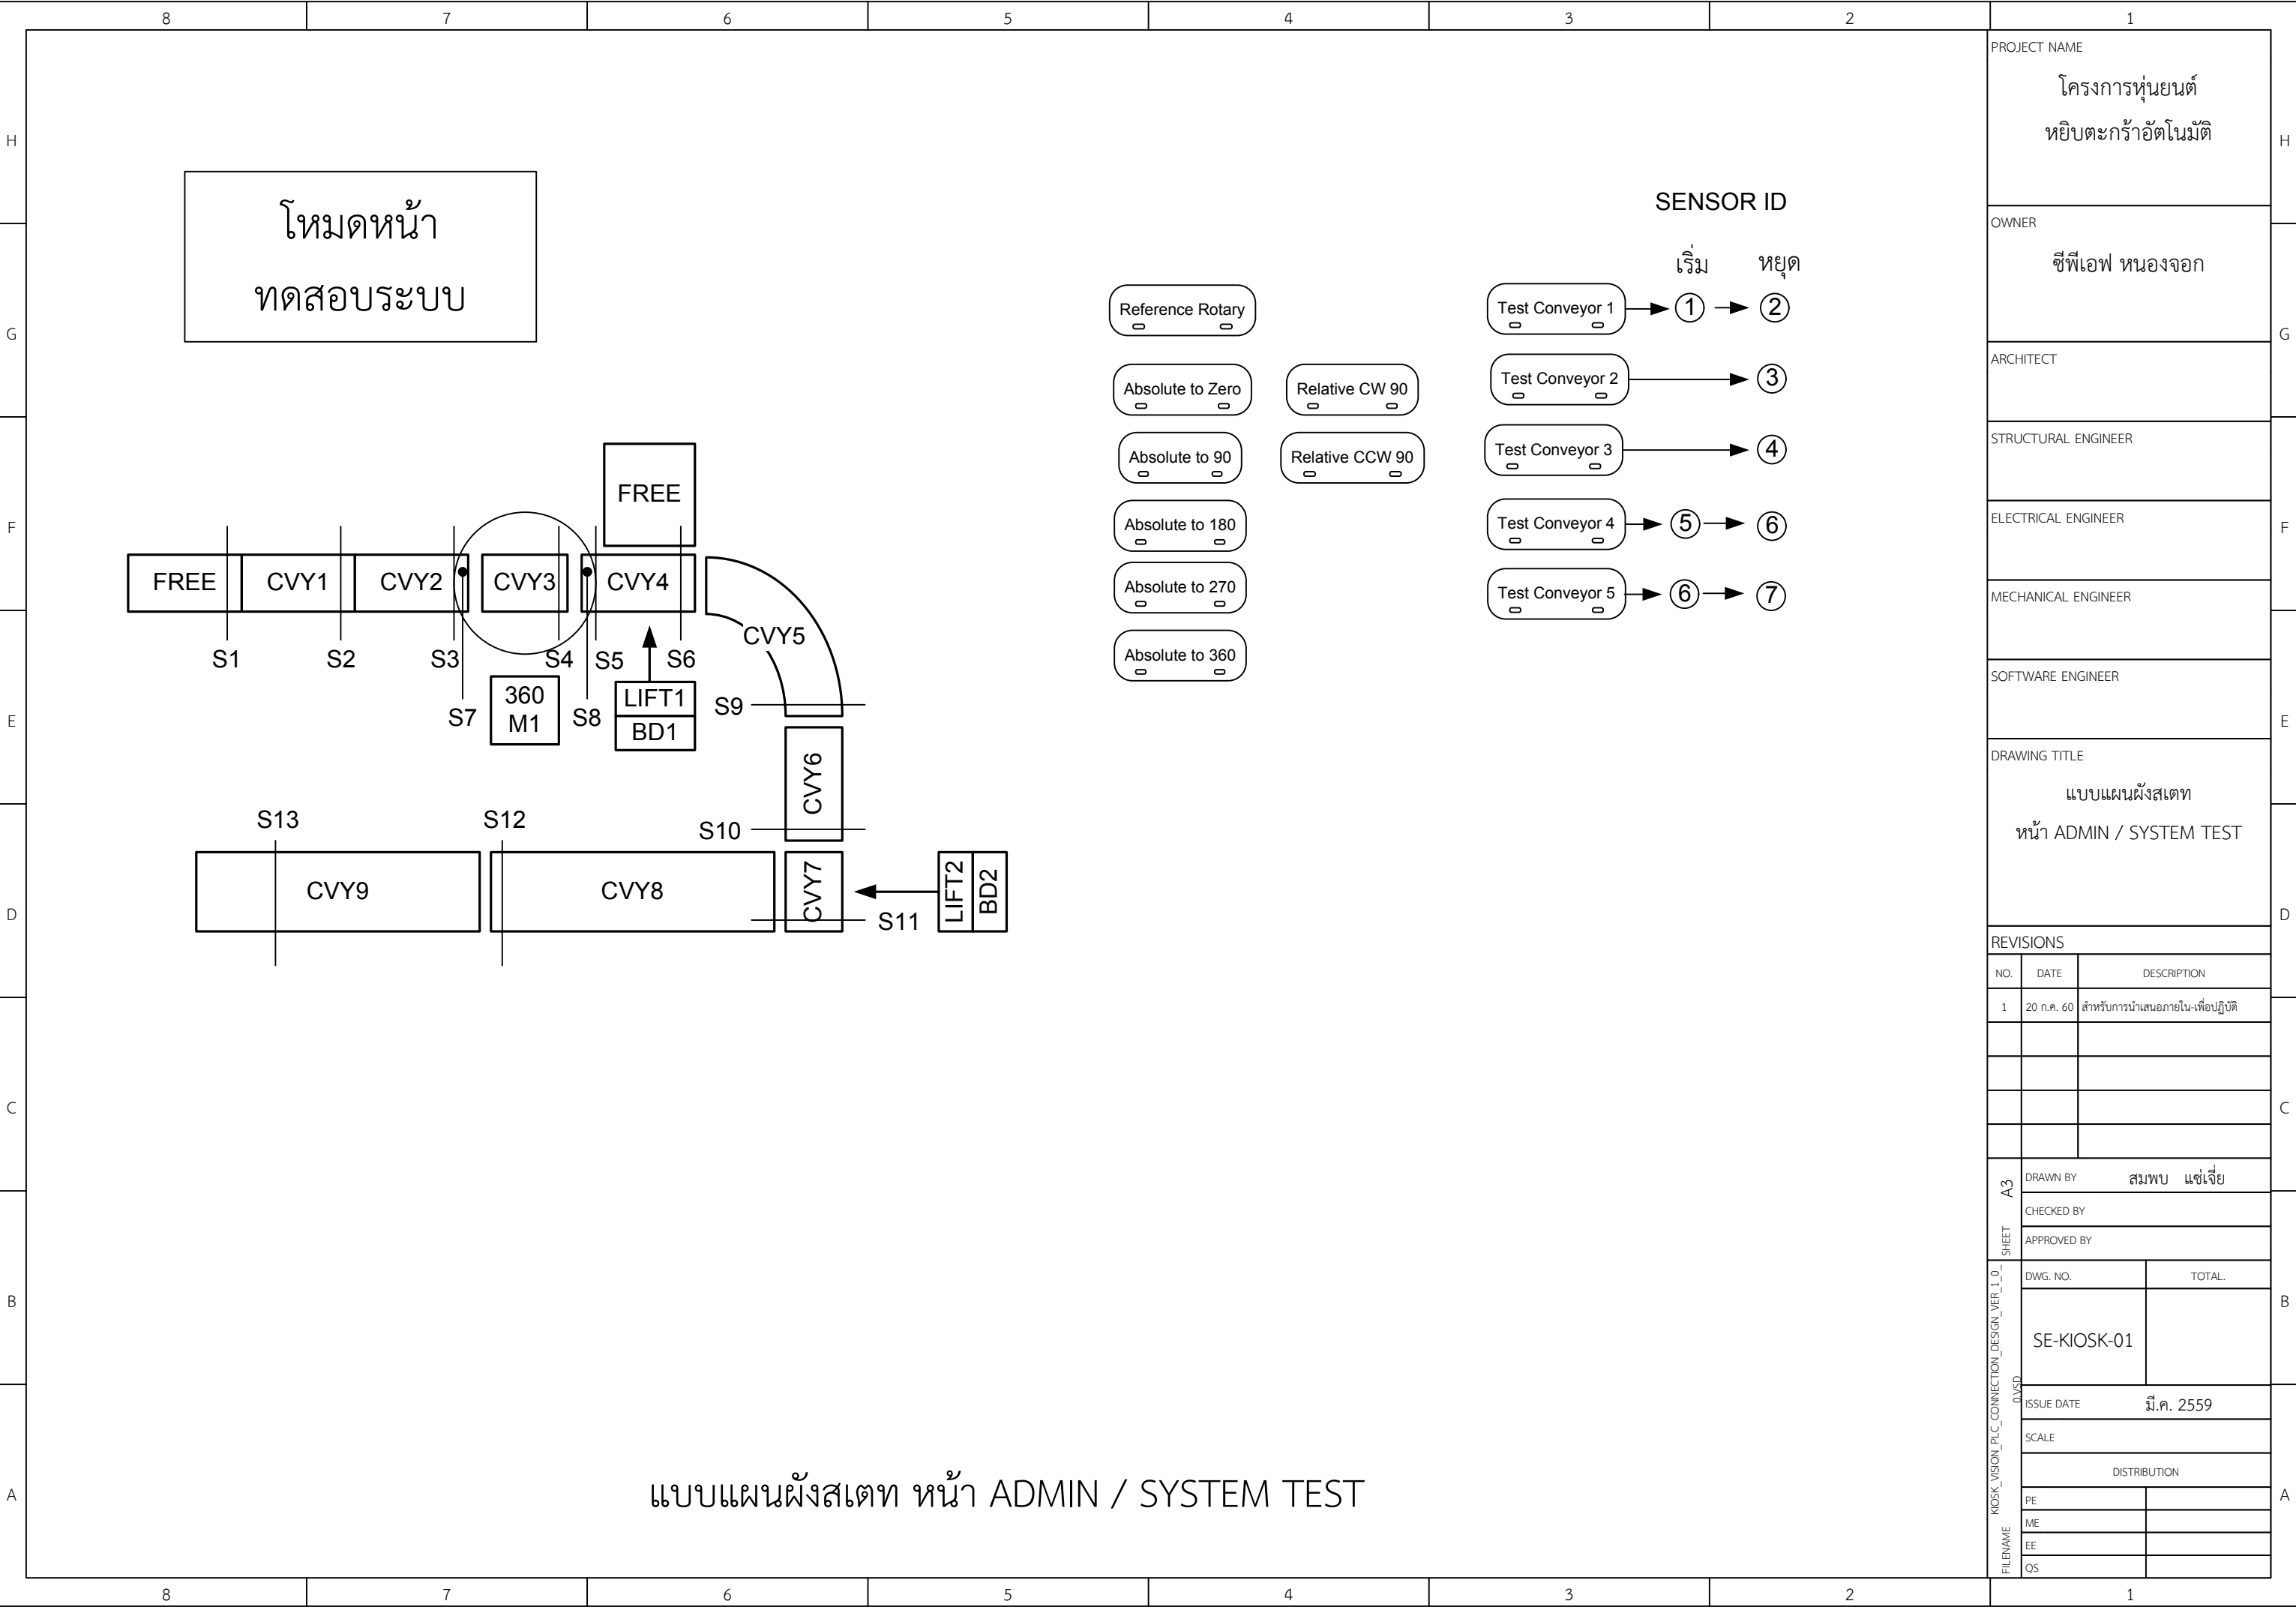 8 7 6 5 4 3 2 1
H
G
F
E
D
C
B
A
โหมดหน้า
ทดสอบระบบ
FREE
FREE CVY1 CVY2 CVY3 CVY4
CVY5
S1 S2 S3 S4 S5 S6
S7 360 M1 S8 LIFT1
BD1
S9
CVY6
S10
S13 S12
CVY9 CVY8 CVY7
S11
LIFT2
BD2
Reference Rotary
Absolute to Zero
Relative CW 90
Absolute to 90
Relative CCW 90
Absolute to 180
Absolute to 270
Absolute to 360
SENSOR ID
เริ่ม หยุด
Test Conveyor 1 1 2
Test Conveyor 2 3
Test Conveyor 3 4
Test Conveyor 4 5 6
Test Conveyor 5 6 7
แบบแผนผังสเตท หน้า ADMIN / SYSTEM TEST
PROJECT NAME
โครงการหุ่นยนต์
หยิบตะกร้าอัตโนมัติ
OWNER
ซีพีเอฟ หนองจอก
ARCHITECT
STRUCTURAL ENGINEER
ELECTRICAL ENGINEER
MECHANICAL ENGINEER
SOFTWARE ENGINEER
DRAWING TITLE
แบบแผนผังสเตท
หน้า ADMIN / SYSTEM TEST
REVISIONS
NO. DATE DESCRIPTION
1 20 ก.ค. 60 สำหรับการนำเสนอภายใน-เพื่อปฏิบัติ
SHEET A3
DRAWN BY สมพบ แซ่เจี่ย
CHECKED BY
APPROVED BY
DWG. NO. TOTAL.
SE-KIOSK-01
ISSUE DATE มี.ค. 2559
SCALE
DISTRIBUTION
PE
ME
EE
QS
FILENAME KIOSK_VISION_PLC_CONNECTION_DESIGN_VER_1_0_
0.VSD
H
G
F
E
D
C
B
A
8 7 6 5 4 3 2 1